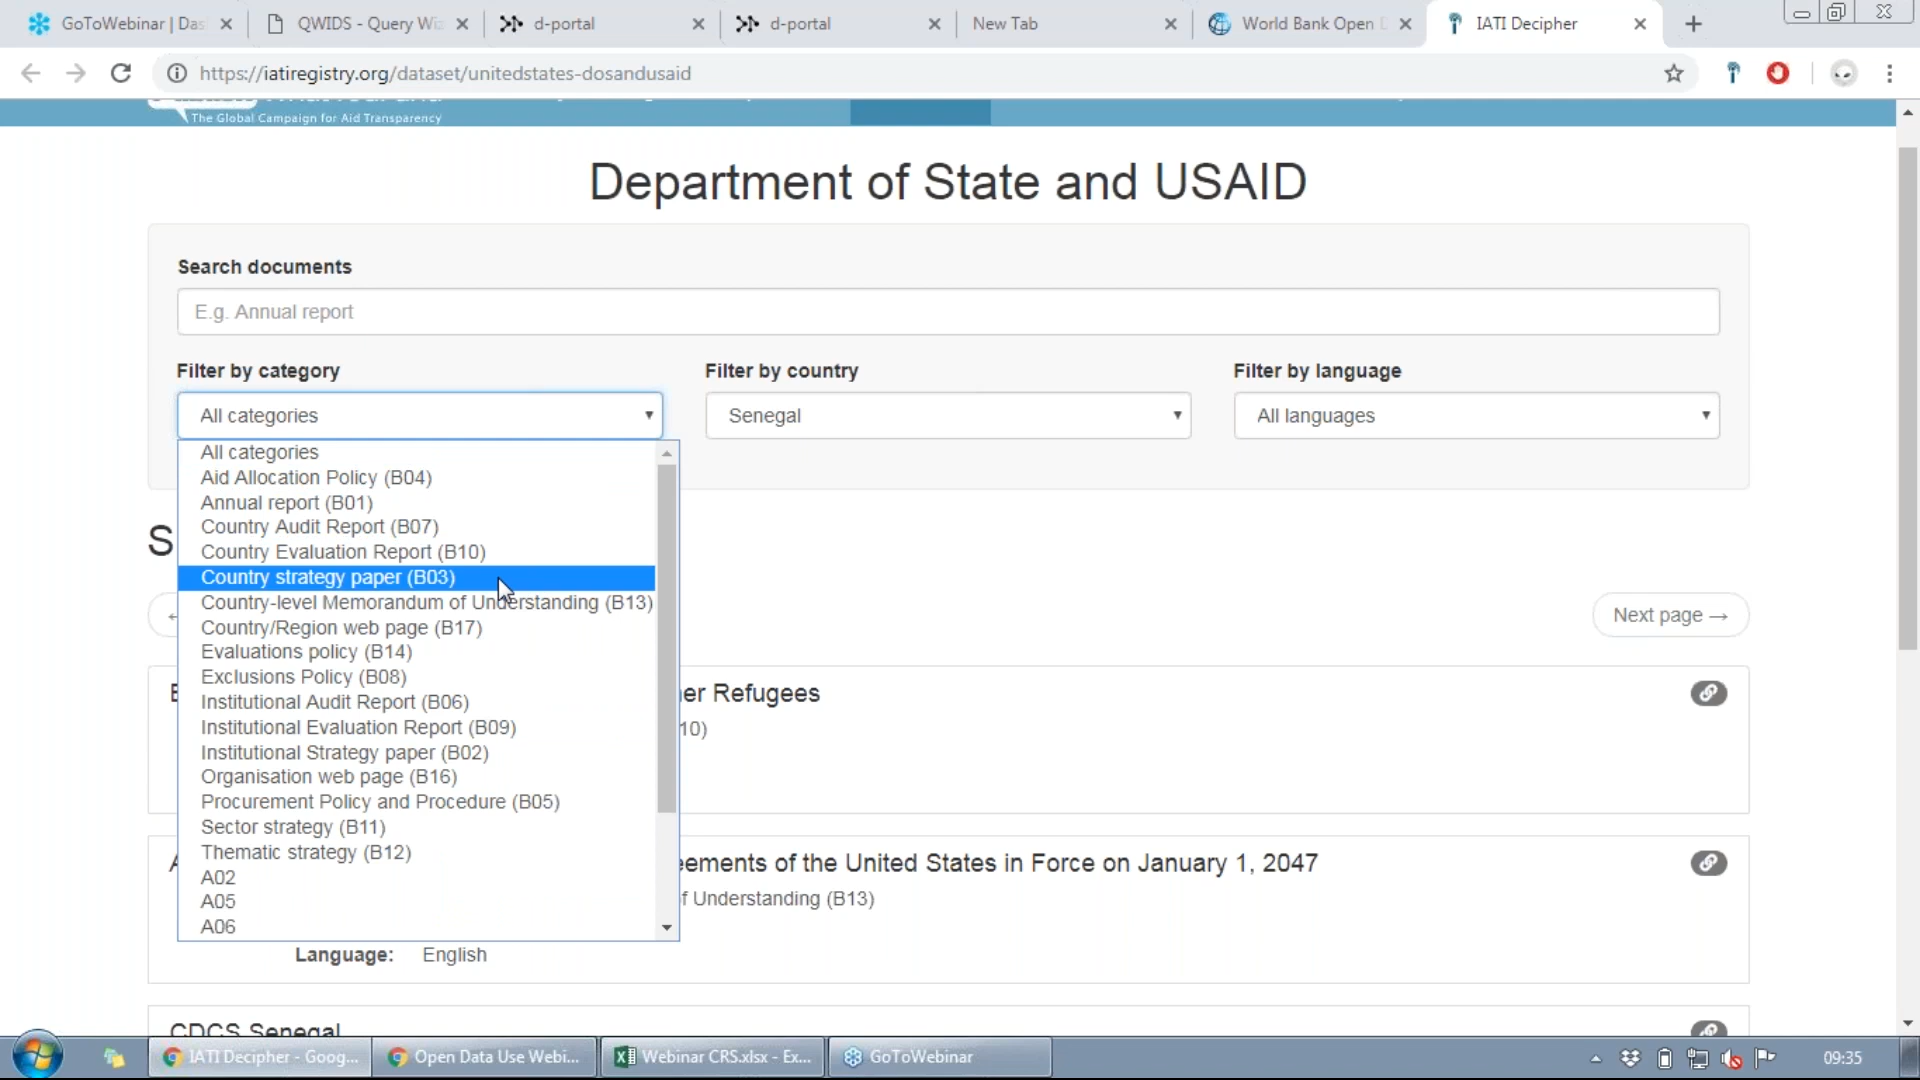 GoToWebinar | Das
QWIDS - Query Wiz
d-portal
d-portal
New Tab
World Bank Open D
IATI Decipher
https://iatiregistry.org/dataset/unitedstates-dosandusaid
The Global Campaign for Aid Transparency
Department of State and USAID
Search documents
E.g. Annual report
Filter by category
Filter by country
Filter by language
All categories
Senegal
All languages
All categories
Aid Allocation Policy (B04)
Annual report (B01)
Country Audit Report (B07)
Country Evaluation Report (B10)
Country strategy paper (B03)
Country-level Memorandum of Understanding (B13)
Country/Region web page (B17)
Evaluations policy (B14)
Exclusions Policy (B08)
Institutional Audit Report (B06)
Institutional Evaluation Report (B09)
Institutional Strategy paper (B02)
Organisation web page (B16)
Procurement Policy and Procedure (B05)
Sector strategy (B11)
Thematic strategy (B12)
A02
A05
A06
S
←
Next page →
er Refugees
10)
eements of the United States in Force on January 1, 2047
f Understanding (B13)
Language: English
CDCS Senegal
IATI Decipher - Goog...
Open Data Use Webi...
Webinar CRS.xlsx - Ex...
GoToWebinar
09:35